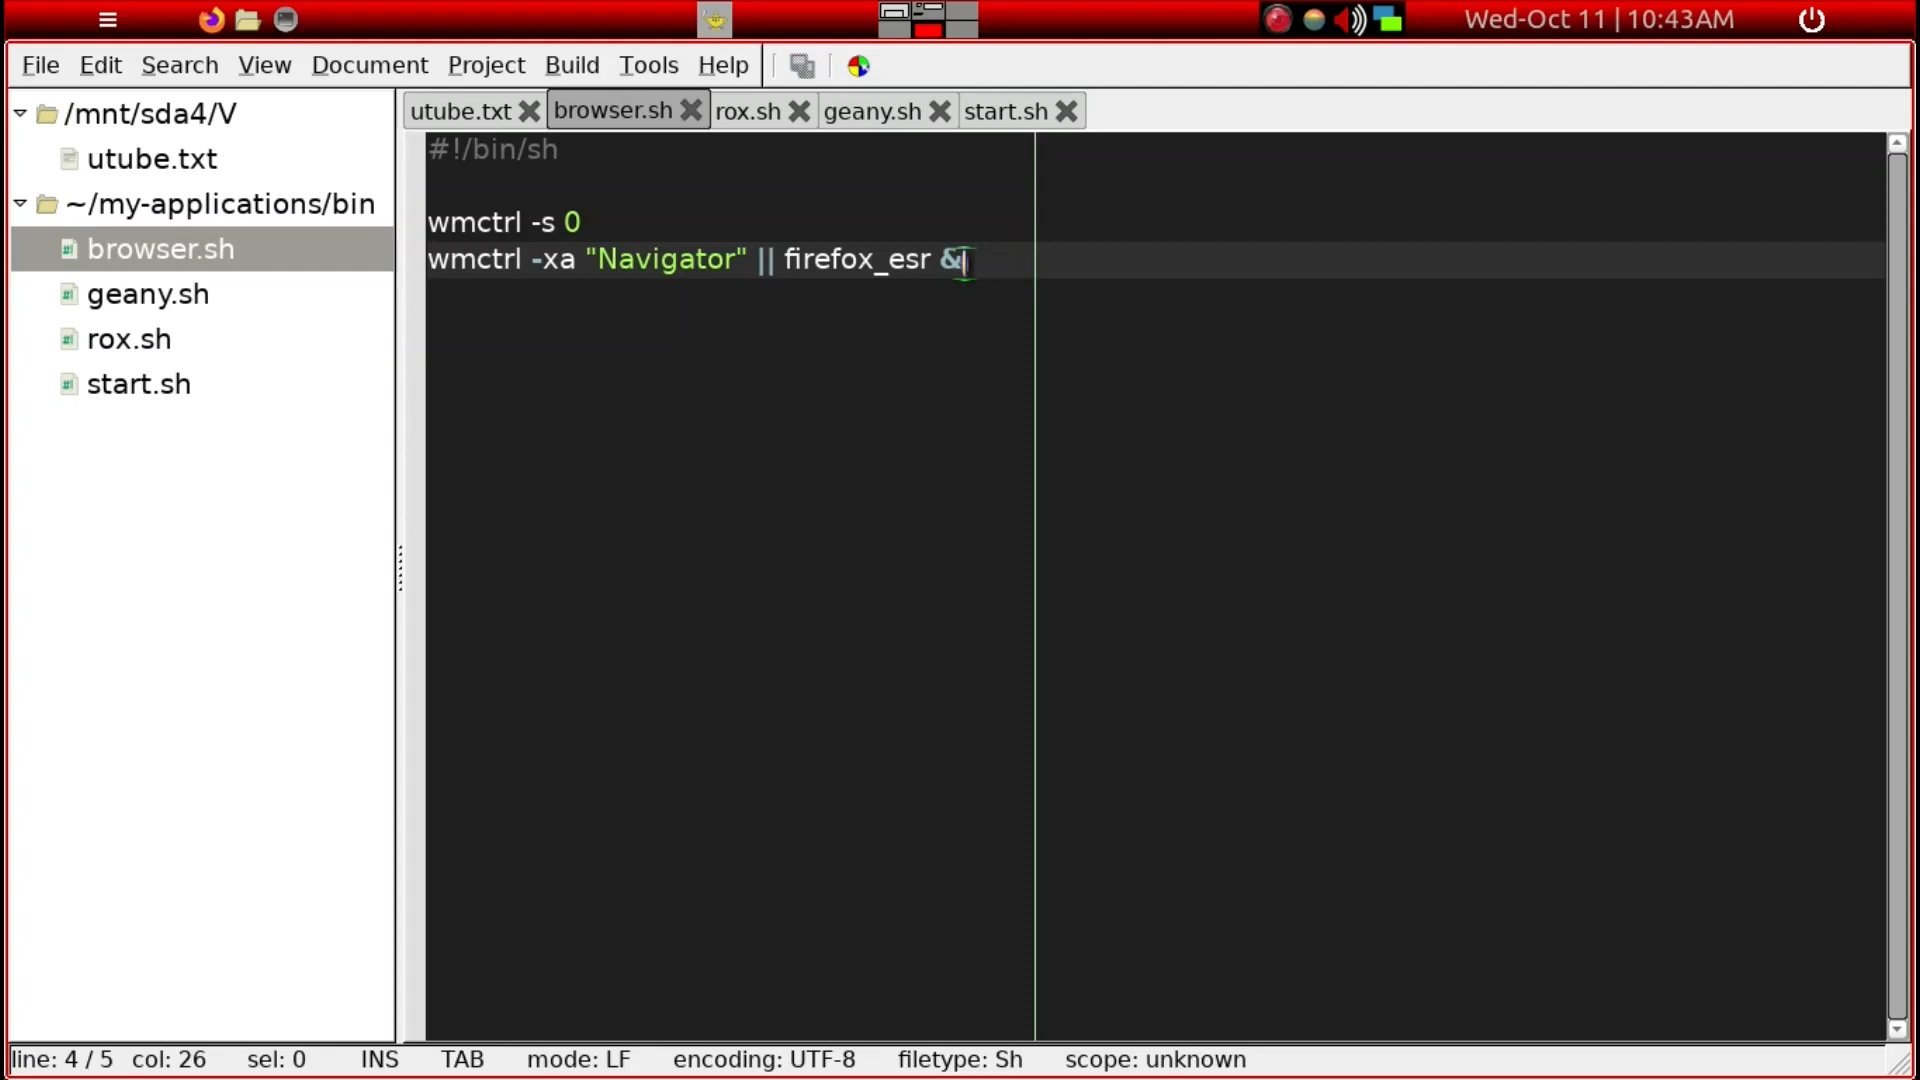 Wed-Oct 11 | 10:43AM
File Edit Search View Document Project Build Tools Help
/mnt/sda4/V
utube.txt
~/my-applications/bin
browser.sh
geany.sh
rox.sh
start.sh
utube.txt browser.sh rox.sh geany.sh start.sh
#!/bin/sh
wmctrl -s 0
wmctrl -xa "Navigator" || firefox_esr &
line: 4 / 5 col: 26 sel: 0 INS TAB mode: LF encoding: UTF-8 filetype: Sh scope: unknown